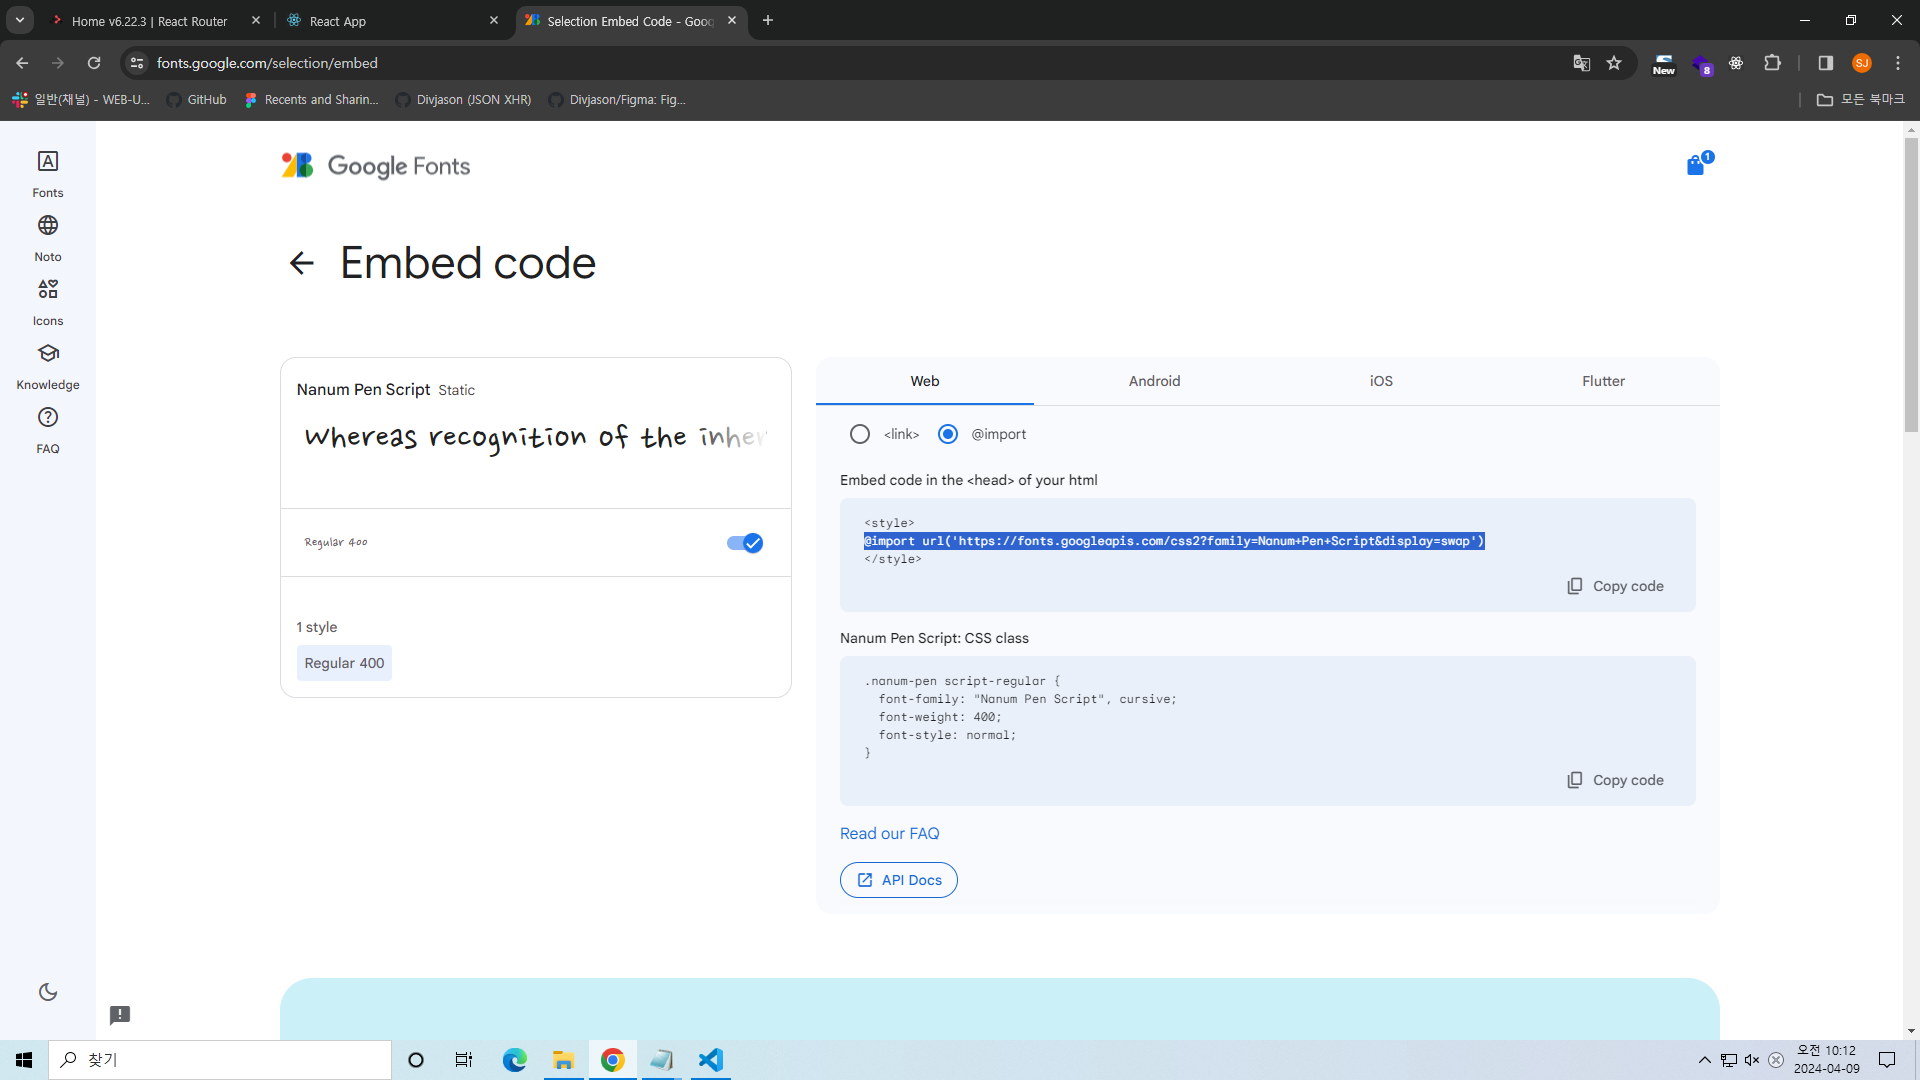 Home v6.22.3 | React Router
React App
Selection Embed Code - Goog
fonts.google.com/selection/embed
New
8
SJ
일반(채널) - WEB-U...
GitHub
Recents and Sharin...
Divjason (JSON XHR)
Divjason/Figma: Fig...
모든 북마크
Fonts
Noto
Icons
Knowledge
FAQ
Google Fonts
1
Embed code
Nanum Pen Script Static
Whereas recognition of the inher
Regular 400
1 style
Regular 400
Web
Android
iOS
Flutter
<link>
@import
Embed code in the <head> of your html
<style>
@import url('https://fonts.googleapis.com/css2?family=Nanum+Pen+Script&display=swap')
</style>
Copy code
Nanum Pen Script: CSS class
.nanum-pen script-regular {
font-family: "Nanum Pen Script", cursive;
font-weight: 400;
font-style: normal;
}
Copy code
Read our FAQ
API Docs
찾기
오전 10:12
2024-04-09